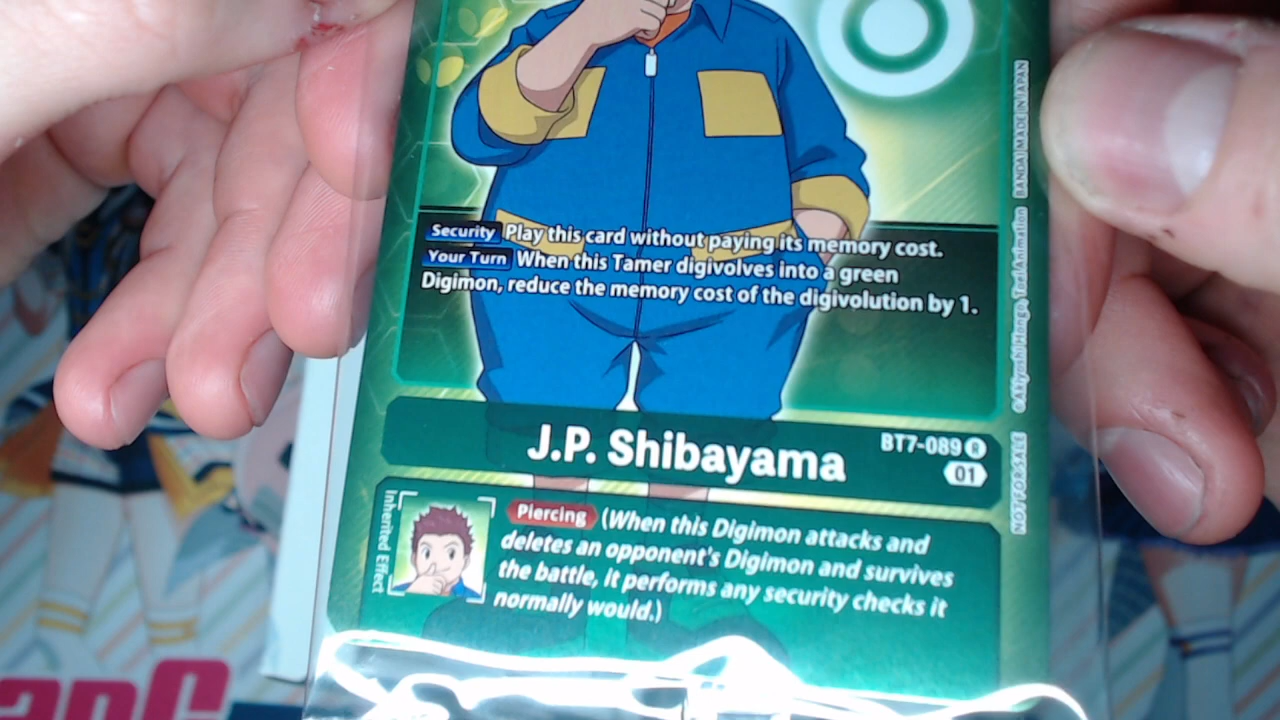 Security Play this card without paying its memory cost.
Your Turn When this Tamer digivolves into a green
Digimon, reduce the memory cost of the digivolution by 1.
©Akiyoshi Hongo, Toei Animation BANDAI MADE IN JAPAN
NOT FOR SALE
J.P. Shibayama
BT7-089 R
01
Inherited Effect
Piercing (When this Digimon attacks and
deletes an opponent's Digimon and survives
the battle, it performs any security checks it
normally would.)